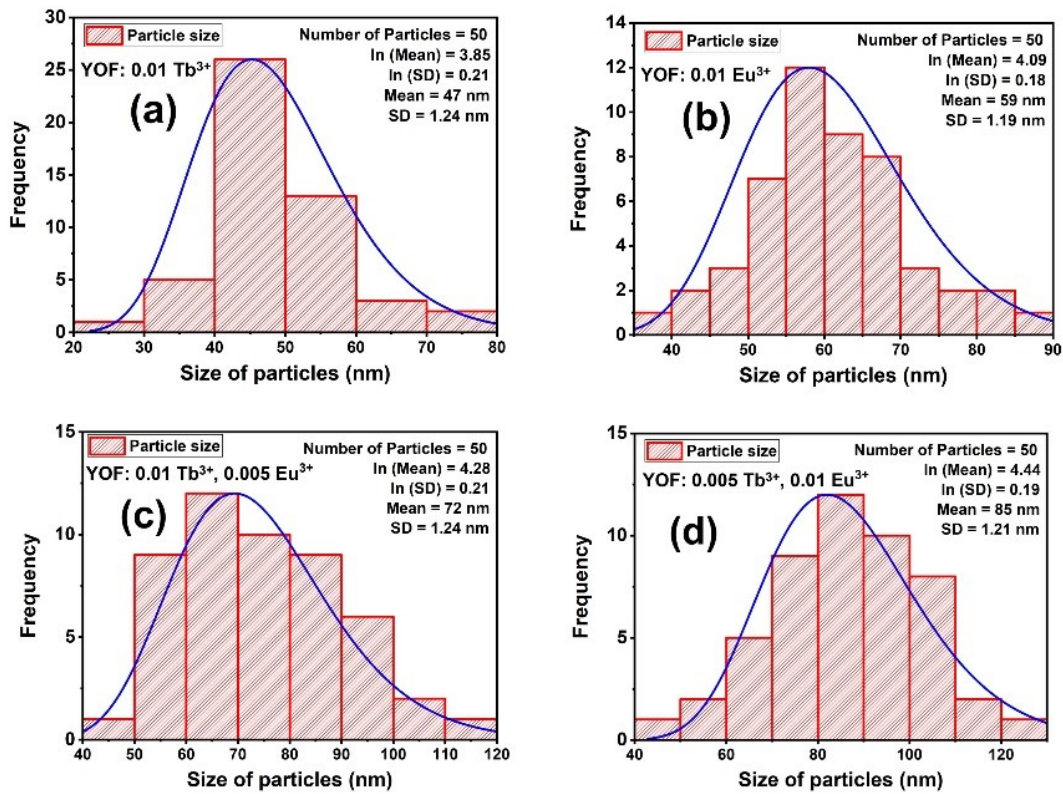 30
25
20
15
10
5
0
Frequency
Particle size
YOF: 0.01 Tb³⁺
(a)
Number of Particles = 50
ln (Mean) = 3.85
ln (SD) = 0.21
Mean = 47 nm
SD = 1.24 nm
20 30 40 50 60 70 80
Size of particles (nm)
14
12
10
8
6
4
2
0
Frequency
Particle size
YOF: 0.01 Eu³⁺
(b)
Number of Particles = 50
ln (Mean) = 4.09
ln (SD) = 0.18
Mean = 59 nm
SD = 1.19 nm
40 50 60 70 80 90
Size of particles (nm)
15
10
5
0
Frequency
Particle size
YOF: 0.01 Tb³⁺, 0.005 Eu³⁺
(c)
Number of Particles = 50
ln (Mean) = 4.28
ln (SD) = 0.21
Mean = 72 nm
SD = 1.24 nm
40 50 60 70 80 90 100 110 120
Size of particles (nm)
15
10
5
0
Frequency
Particle size
YOF: 0.005 Tb³⁺, 0.01 Eu³⁺
(d)
Number of Particles = 50
ln (Mean) = 4.44
ln (SD) = 0.19
Mean = 85 nm
SD = 1.21 nm
40 60 80 100 120
Size of particles (nm)